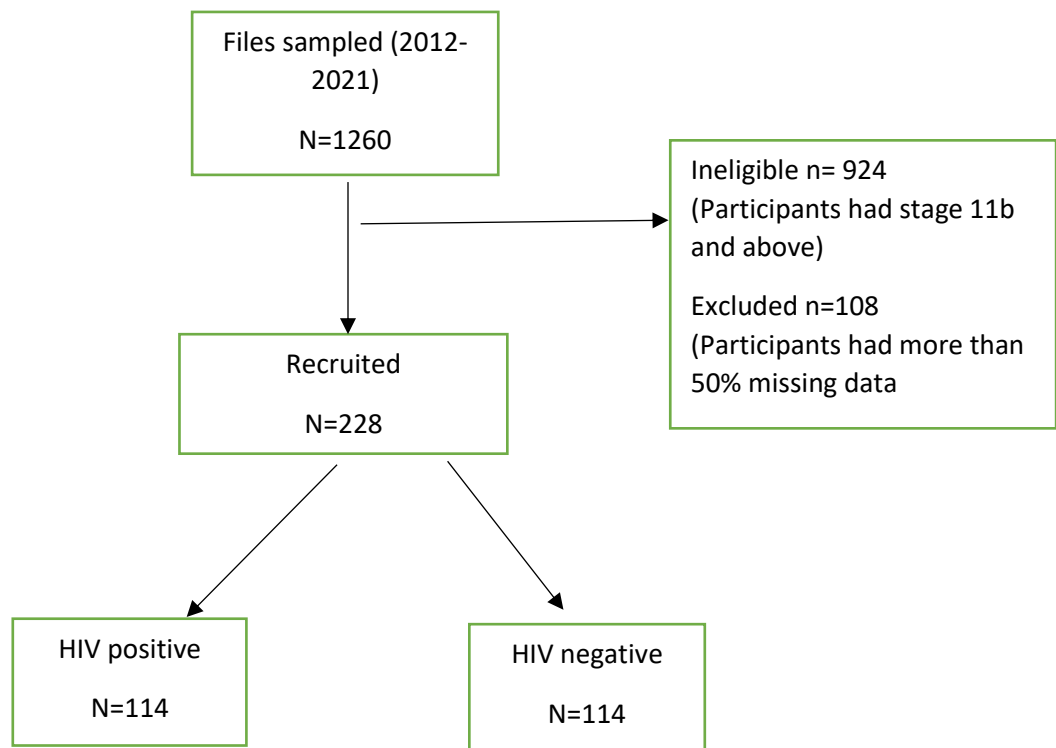 Files sampled (2012-
2021)
N=1260
Ineligible n= 924
(Participants had stage 11b
and above)
Excluded n=108
(Participants had more than
50% missing data
Recruited
N=228
HIV positive
N=114
HIV negative
N=114